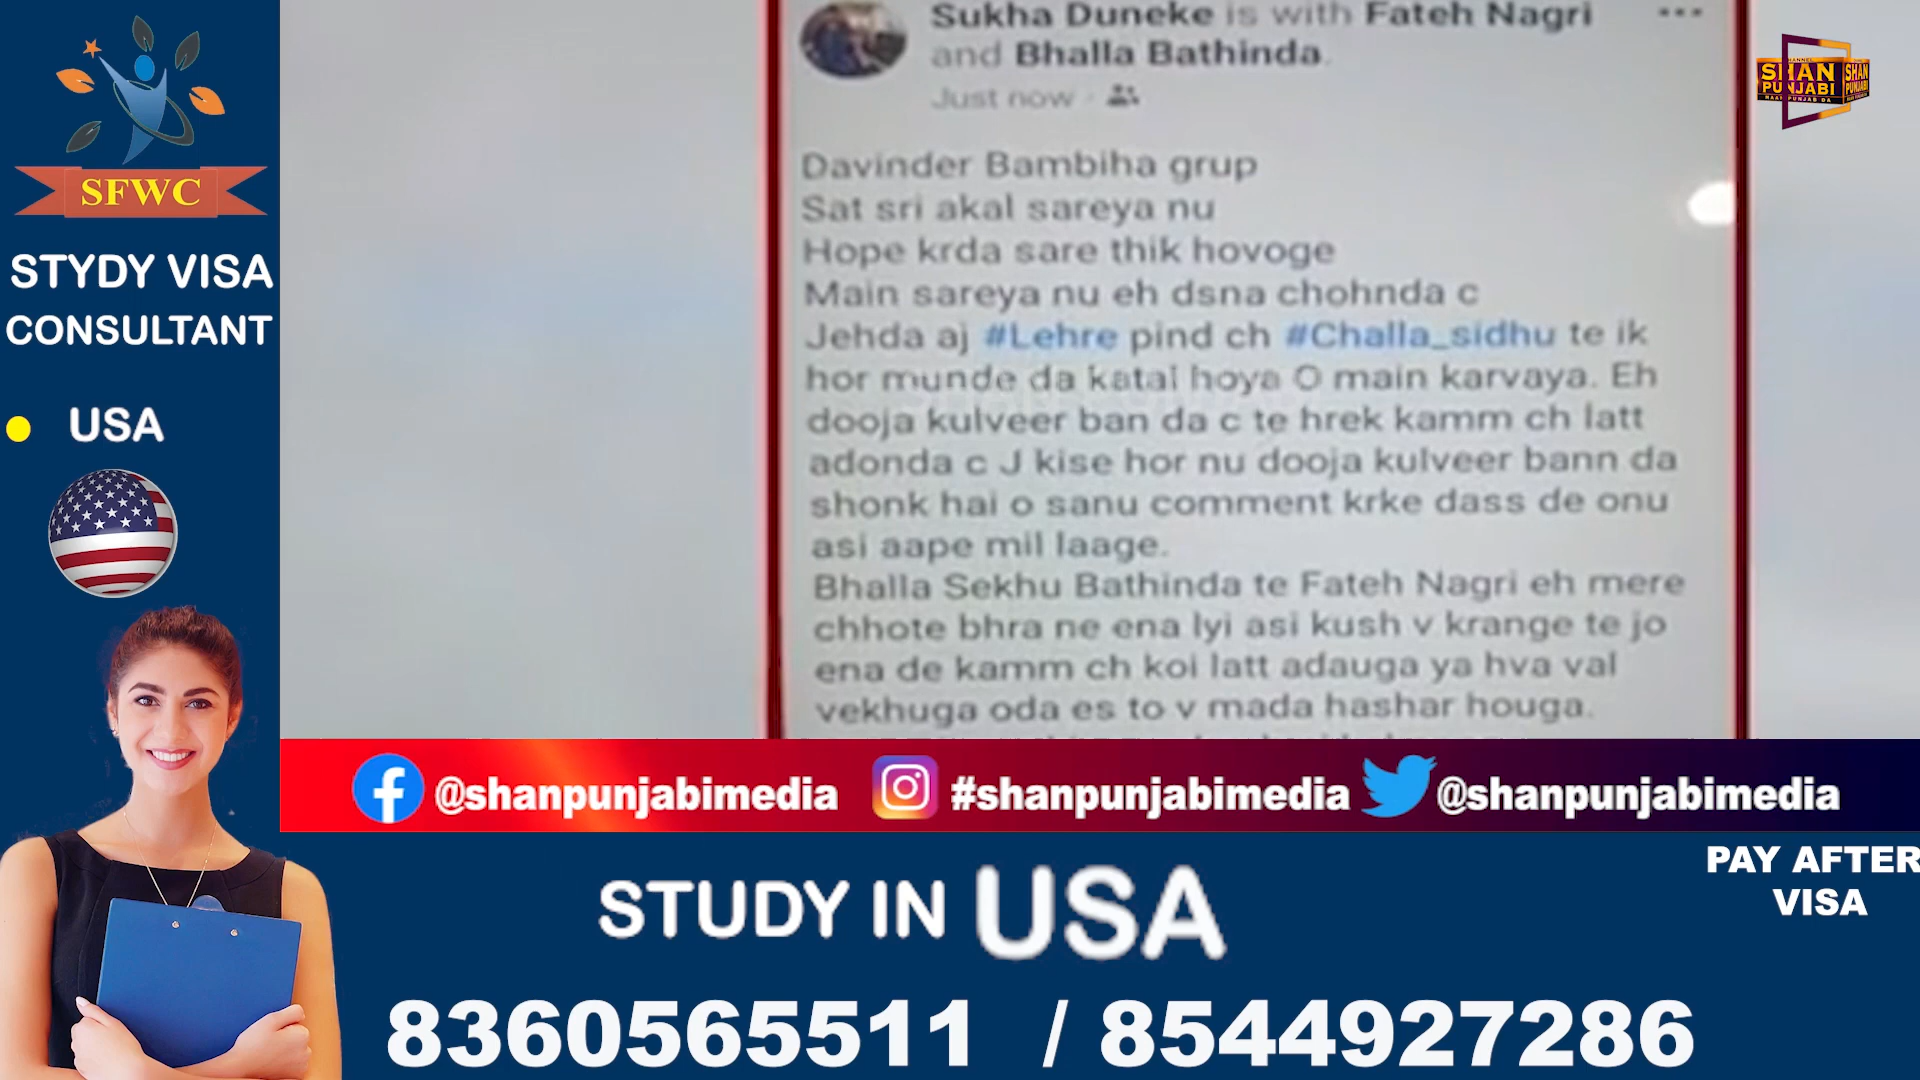 Sukha Duneke is with Fateh Nagri
and Bhalla Bathinda.
Just now
Davinder Bambiha grup
Sat sri akal sareya nu
Hope krda sare thik hovoge
Main sareya nu eh dsna chohnda c
Jehda aj #Lehre pind ch #Challa_sidhu te ik
hor munde da katal hoya O main karvaya. Eh
dooja kulveer ban da c te hrek kamm ch latt
adonda c J kise hor nu dooja kulveer bann da
shonk hai o sanu comment krke dass de onu
asi aape mil laage.
Bhalla Sekhu Bathinda te Fateh Nagri eh mere
chhote bhra ne ena lyi asi kush v krange te jo
ena de kamm ch koi latt adauga ya hva val
vekhuga oda es to v mada hashar houga.
SHAN
PUNJABI
SHAN
PUNJABI
SFWC
STYDY VISA
CONSULTANT
USA
@shanpunjabimedia #shanpunjabimedia @shanpunjabimedia
STUDY IN USA
PAY AFTER
VISA
8360565511 / 8544927286